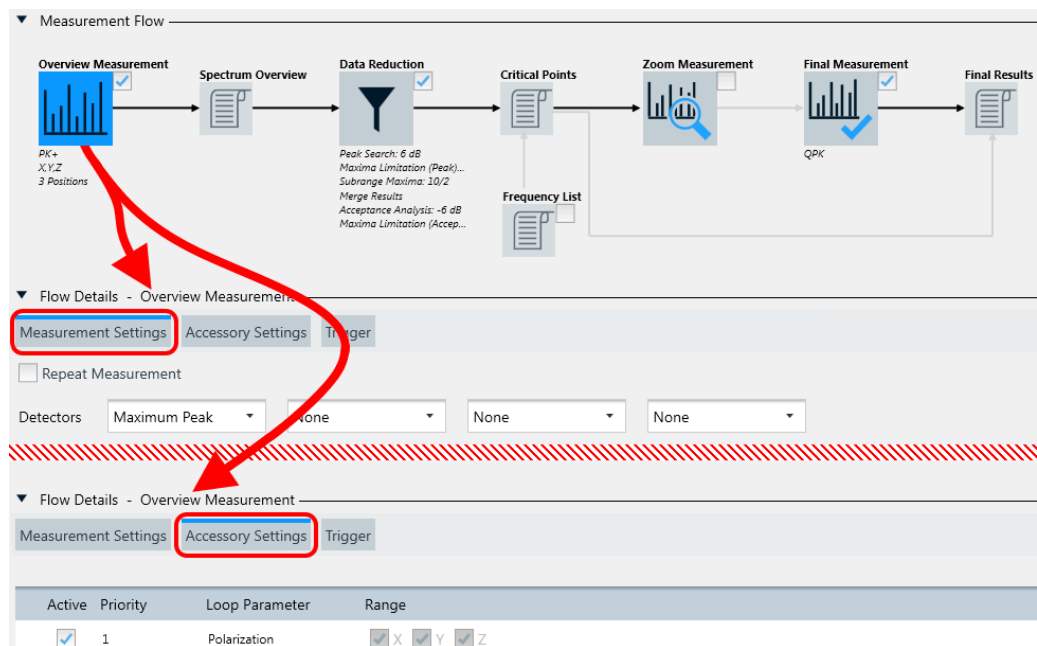 Measurement Flow
Overview Measurement
Spectrum Overview
Data Reduction
Critical Points
Zoom Measurement
Final Measurement
Final Results
PK+
X,Y,Z
3 Positions
Peak Search: 6 dB
Maxima Limitation (Peak)...
Subrange Maxima: 10/2
Merge Results
Acceptance Analysis: -6 dB
Maxima Limitation (Accep...
QPK
Frequency List
Flow Details - Overview Measurement
Measurement Settings Accessory Settings Trigger
Repeat Measurement
Detectors Maximum Peak None None None
Flow Details - Overview Measurement
Measurement Settings Accessory Settings Trigger
Active Priority Loop Parameter Range
1 Polarization X Y Z